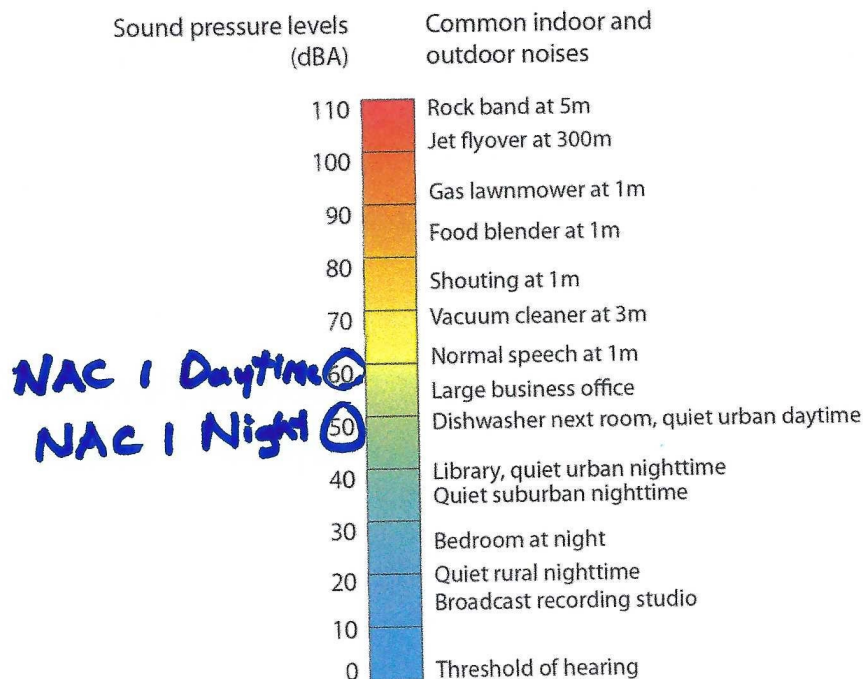 Sound pressure levels
(dBA)
Common indoor and
outdoor noises
110
Rock band at 5m
Jet flyover at 300m
100
Gas lawnmower at 1m
90
Food blender at 1m
80
Shouting at 1m
70
Vacuum cleaner at 3m
Normal speech at 1m
NAC 1 Daytime 60
Large business office
NAC 1 Night 50
Dishwasher next room, quiet urban daytime
40
Library, quiet urban nighttime
Quiet suburban nighttime
30
Bedroom at night
20
Quiet rural nighttime
Broadcast recording studio
10
0
Threshold of hearing